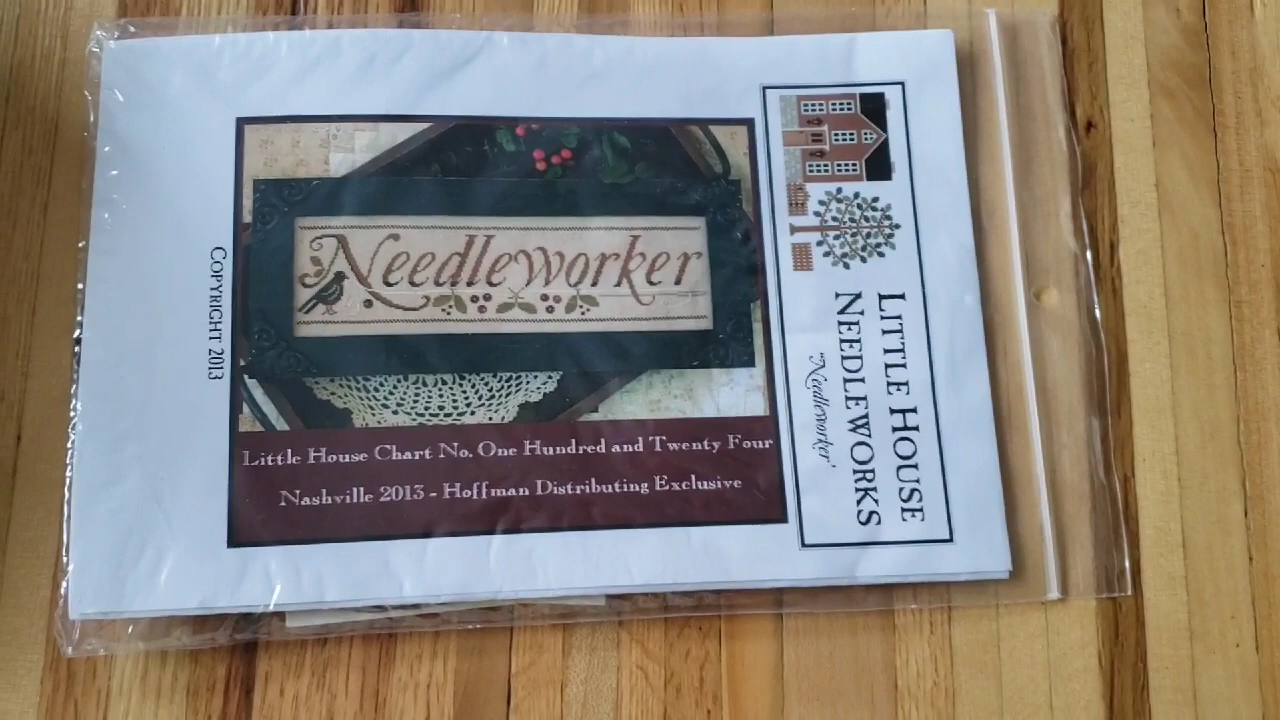 LITTLE HOUSE
NEEDLEWORKS
"Needleworker"
Needleworker
Little House Chart No. One Hundred and Twenty Four
Nashville 2013 - Hoffman Distributing Exclusive
COPYRIGHT 2013